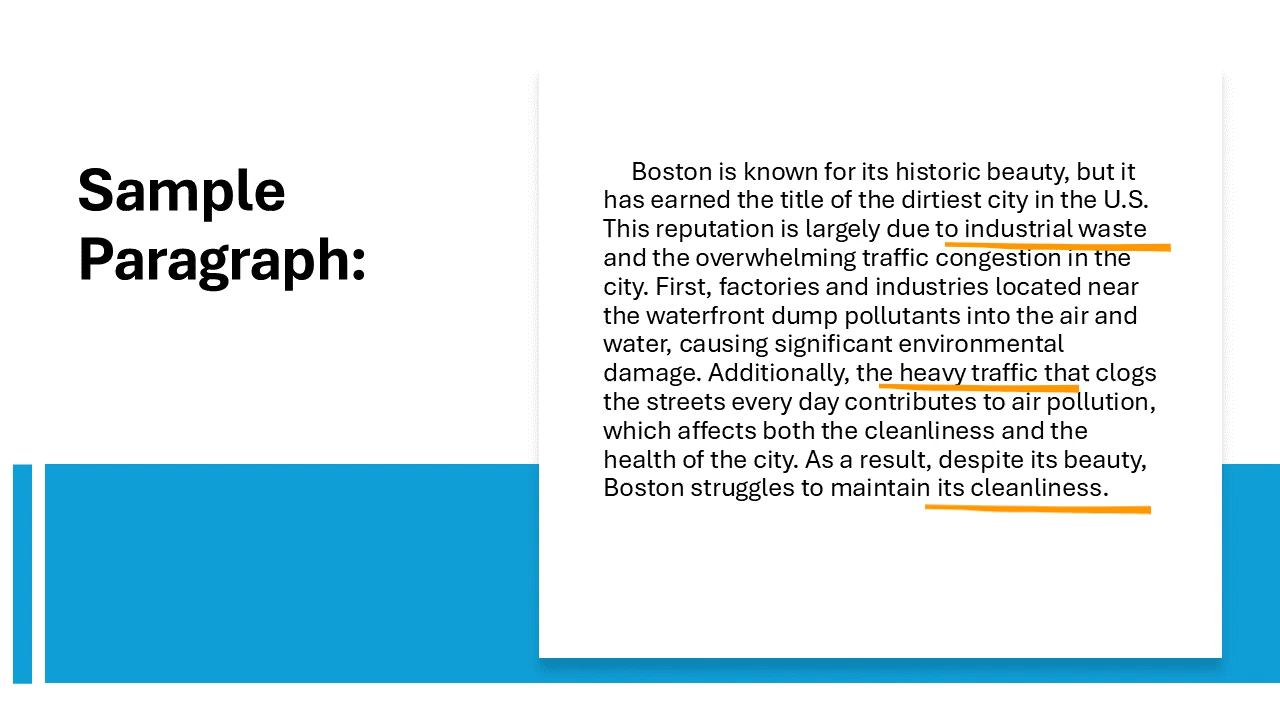 Sample
Paragraph:
Boston is known for its historic beauty, but it
has earned the title of the dirtiest city in the U.S.
This reputation is largely due to industrial waste
and the overwhelming traffic congestion in the
city. First, factories and industries located near
the waterfront dump pollutants into the air and
water, causing significant environmental
damage. Additionally, the heavy traffic that clogs
the streets every day contributes to air pollution,
which affects both the cleanliness and the
health of the city. As a result, despite its beauty,
Boston struggles to maintain its cleanliness.